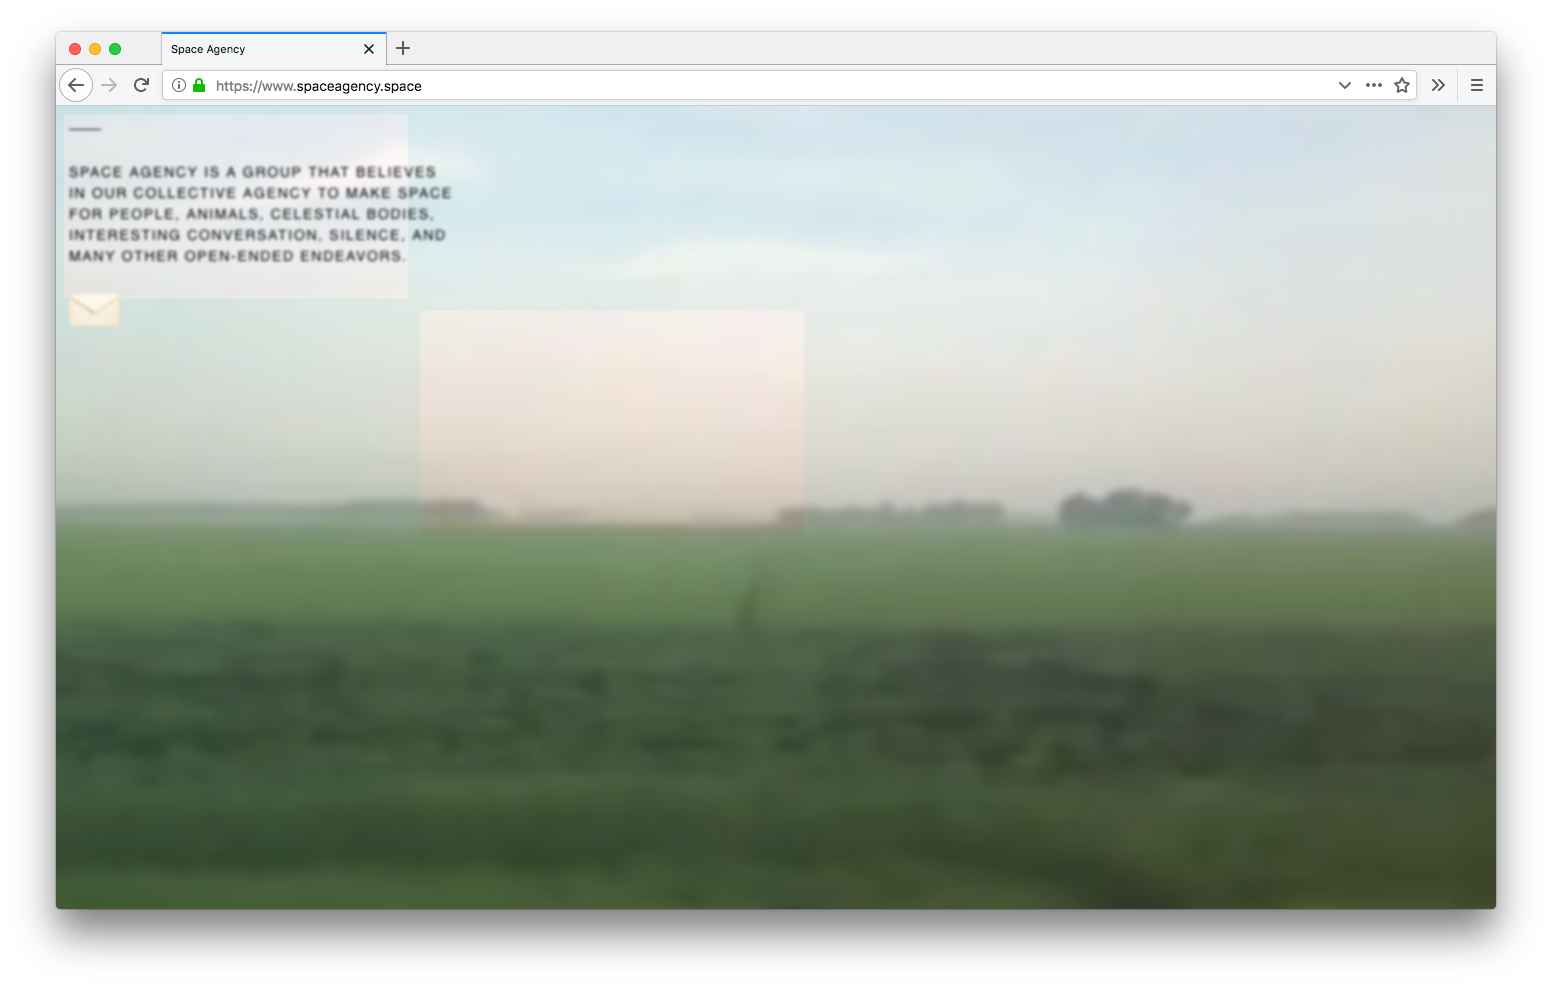 Space Agency
https://www.spaceagency.space
SPACE AGENCY IS A GROUP THAT BELIEVES
IN OUR COLLECTIVE AGENCY TO MAKE SPACE
FOR PEOPLE, ANIMALS, CELESTIAL BODIES,
INTERESTING CONVERSATION, SILENCE, AND
MANY OTHER OPEN-ENDED ENDEAVORS.